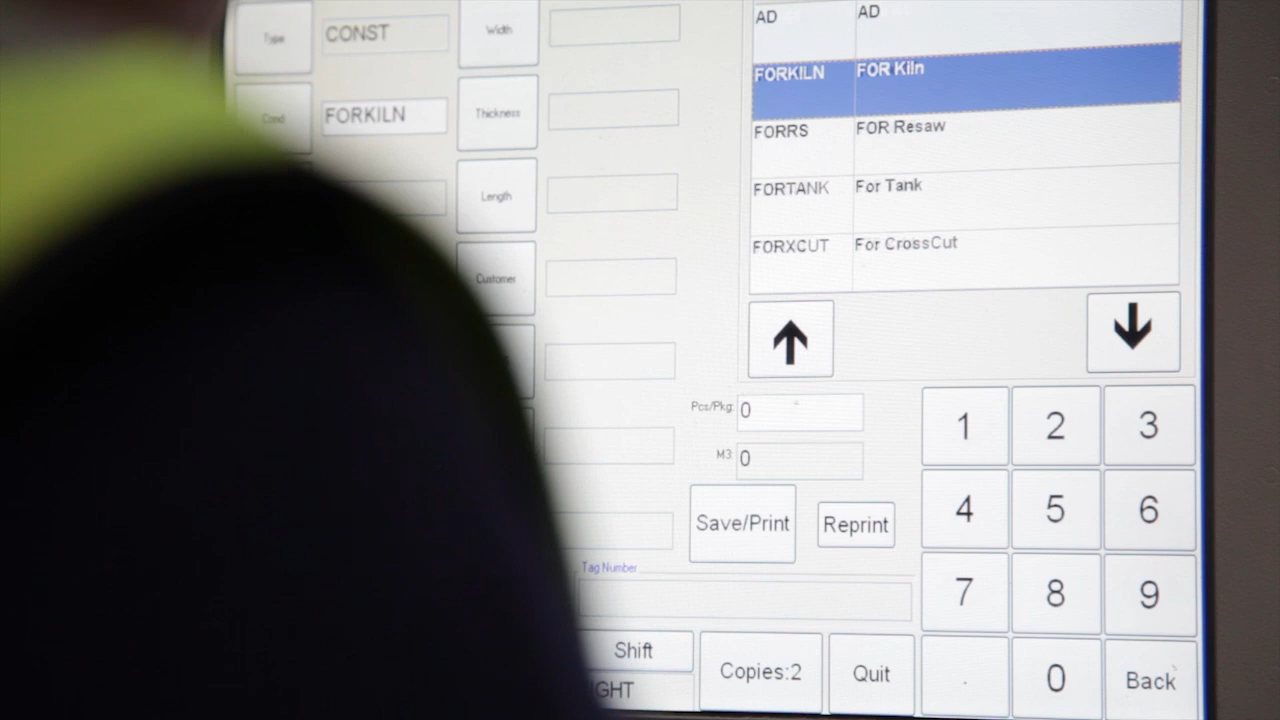 Type CONST Width
Cond FORKILN Thickness
Length
Customer
AD AD
FORKILN FOR Kiln
FORRS FOR Resaw
FORTANK For Tank
FORXCUT For CrossCut
Pcs/Pkg: 0
M3: 0
Save/Print Reprint
Tag Number
1 2 3
4 5 6
7 8 9
. 0 Back
Shift
IGHT
Copies:2 Quit